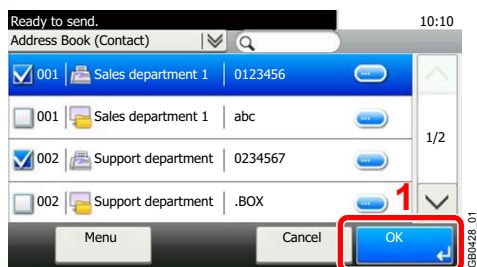 Ready to send. 10:10
Address Book (Contact)
001 Sales department 1 0123456 ...
001 Sales department 1 abc ...
1/2
002 Support department 0234567 ...
002 Support department .BOX ... 1
Menu Cancel OK
GB0428_01